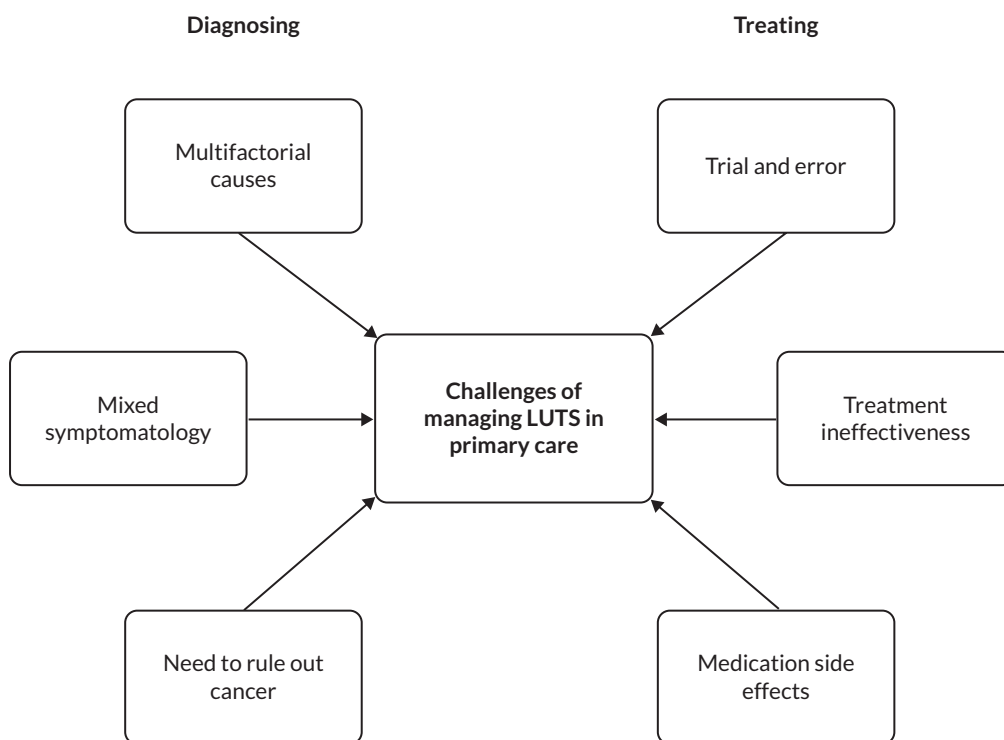 Diagnosing
Treating
Multifactorial
causes
Trial and error
Mixed
symptomatology
Challenges of
managing LUTS in
primary care
Treatment
ineffectiveness
Need to rule out
cancer
Medication side
effects